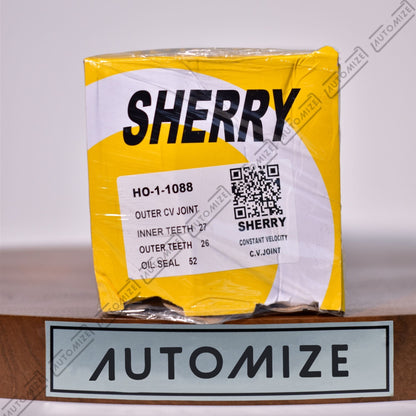 SHERRY
HO-1-1088
OUTER CV JOINT
INNER TEETH 27
OUTER TEETH 26
OIL SEAL 52
SHERRY
CONSTANT VELOCITY
C.V.JOINT
AUTOMIZE